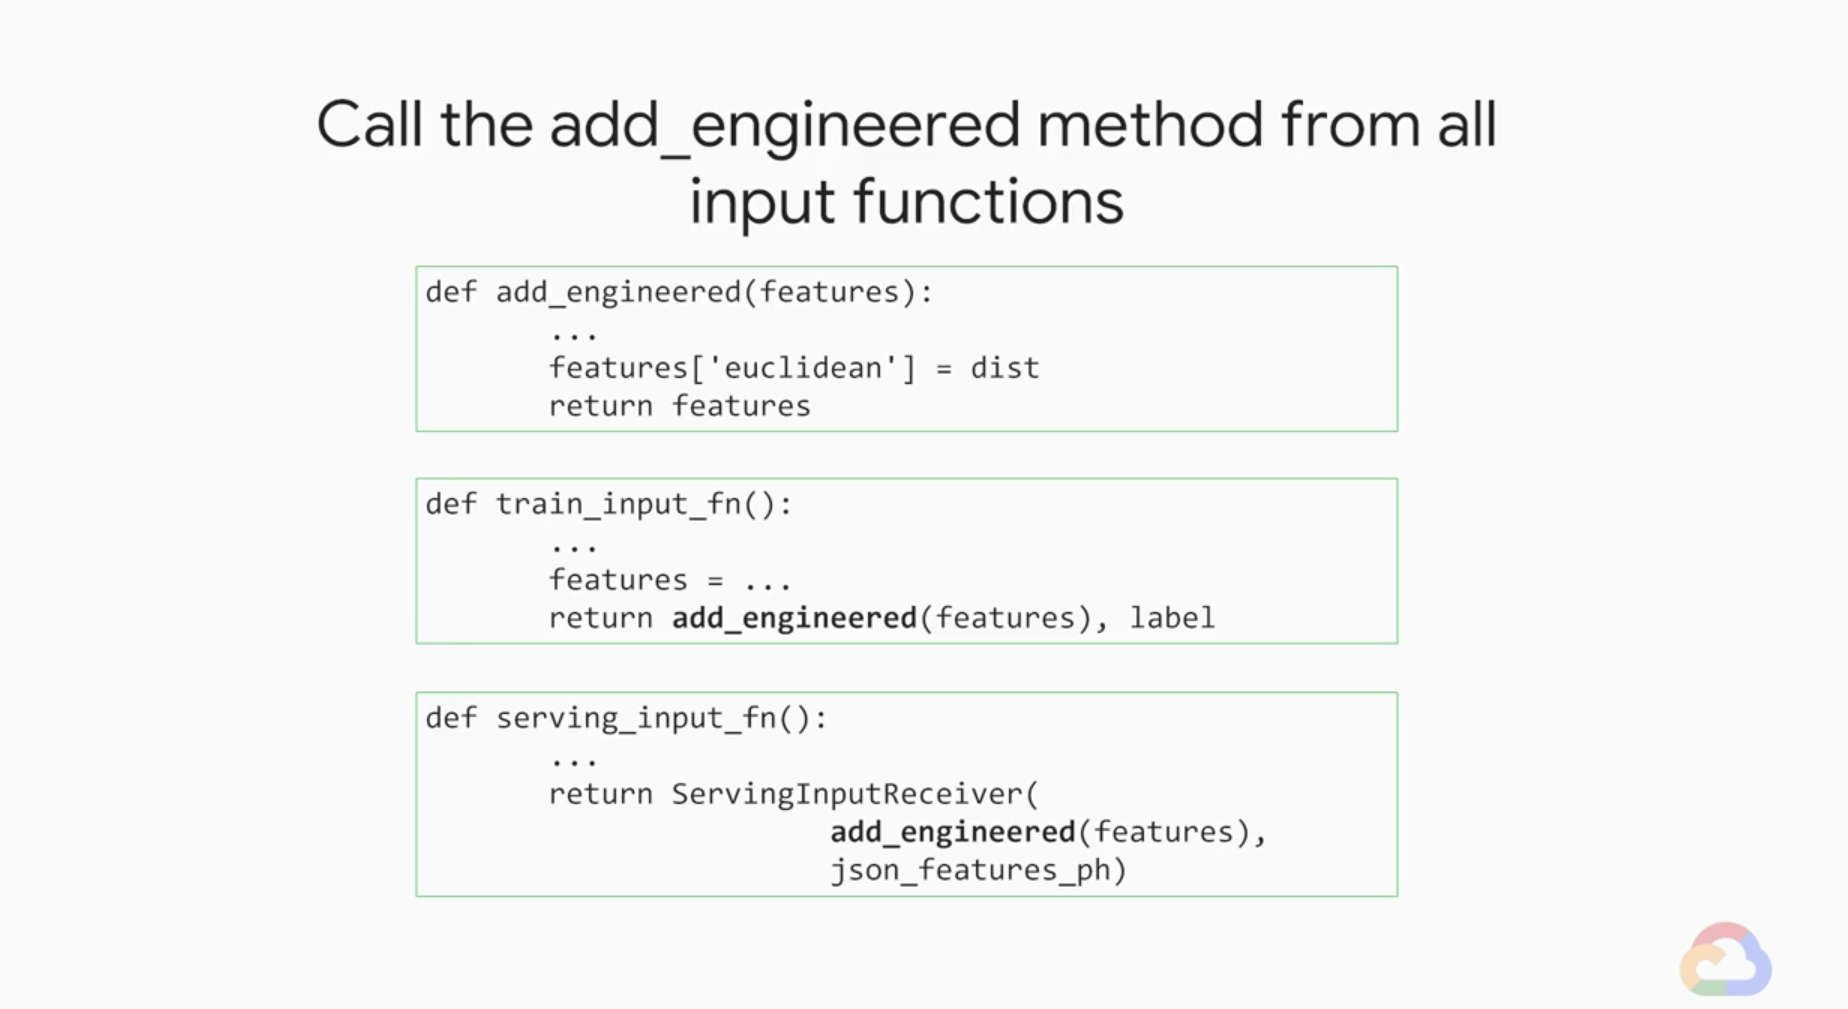 Call the add_engineered method from all
input functions
def add_engineered(features):
...
features['euclidean'] = dist
return features
def train_input_fn():
...
features = ...
return add_engineered(features), label
def serving_input_fn():
...
return ServingInputReceiver(
add_engineered(features),
json_features_ph)